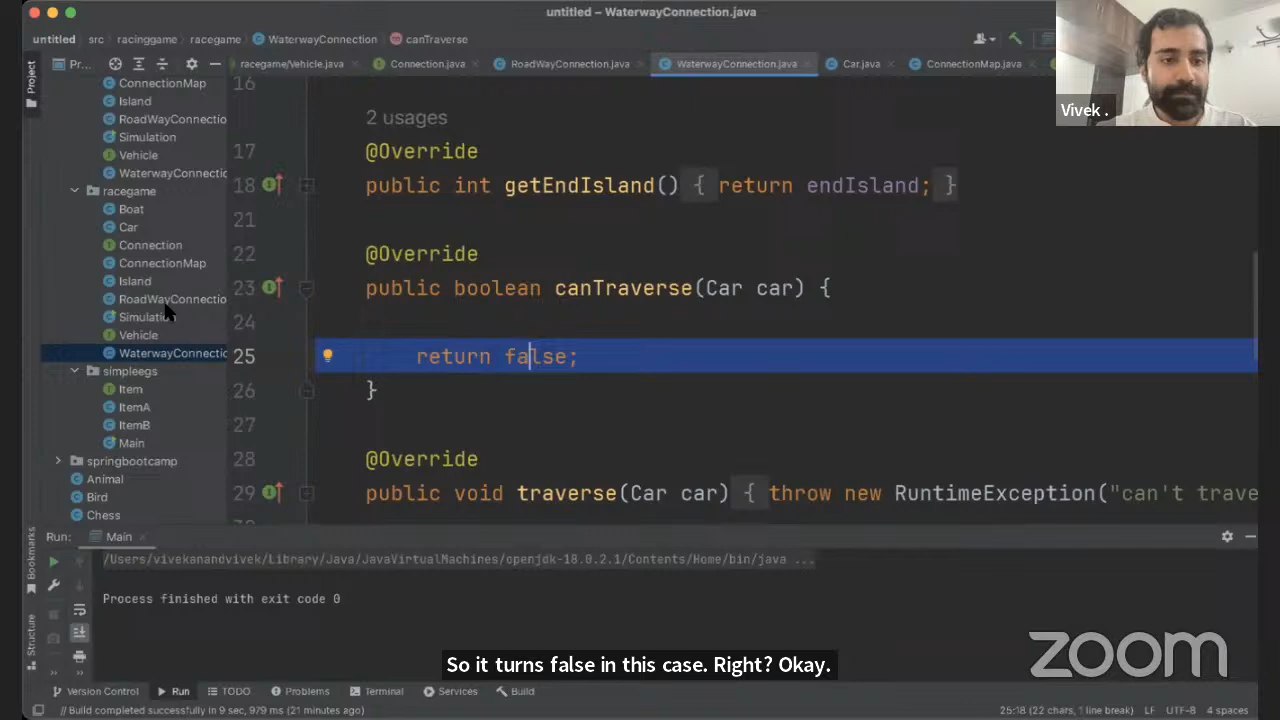 untitled – WaterwayConnection.java
untitled src racinggame racegame WaterwayConnection canTraverse
Project
Pr...
racegame/Vehicle.java Connection.java RoadWayConnection.java WaterwayConnection.java Car.java ConnectionMap.java
ConnectionMap
Island
RoadWayConnectio
Simulation
Vehicle
WaterwayConnectic
racegame
Boat
Car
Connection
ConnectionMap
Island
RoadWayConnectio
Simulation
Vehicle
WaterwayConnectic
simpleegs
Item
ItemA
ItemB
Main
springbootcamp
Animal
Bird
Chess
16
2 usages
17 @Override
18 public int getEndIsland() { return endIsland; }
21
22 @Override
23 public boolean canTraverse(Car car) {
24
25 return false;
26 }
27
28 @Override
29 public void traverse(Car car) { throw new RuntimeException("can't trave
Vivek .
Bookmarks
Structure
Run: Main
/Users/vivekanandvivek/Library/Java/JavaVirtualMachines/openjdk-18.0.2.1/Contents/Home/bin/java ...
Process finished with exit code 0
So it turns false in this case. Right? Okay.
zoom
Version Control Run TODO Problems Terminal Services Build
// Build completed successfully in 9 sec, 979 ms (21 minutes ago)
25:18 (22 chars, 1 line break) LF UTF-8 4 spaces